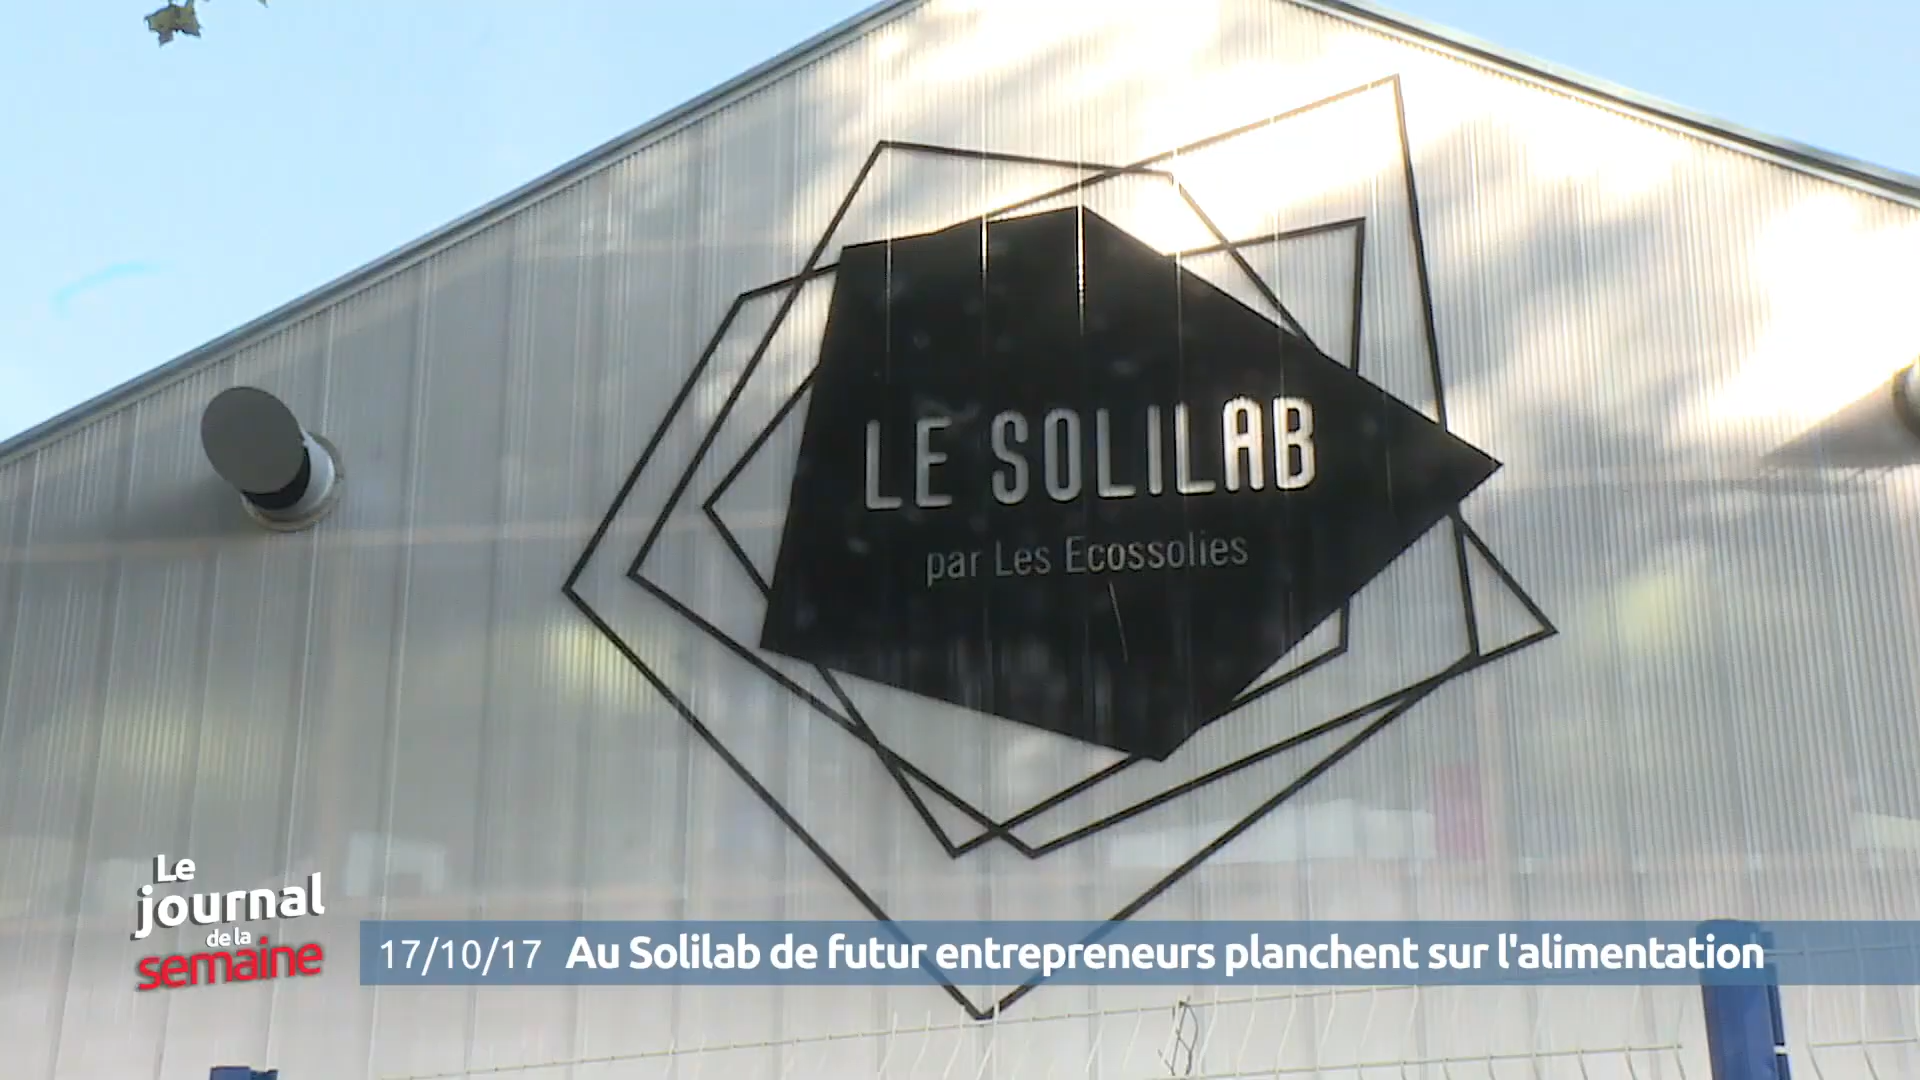 LE SOLILAB
par Les Ecossolies
Le
journal
de la
semaine
17/10/17 Au Solilab de futur entrepreneurs planchent sur l'alimentation